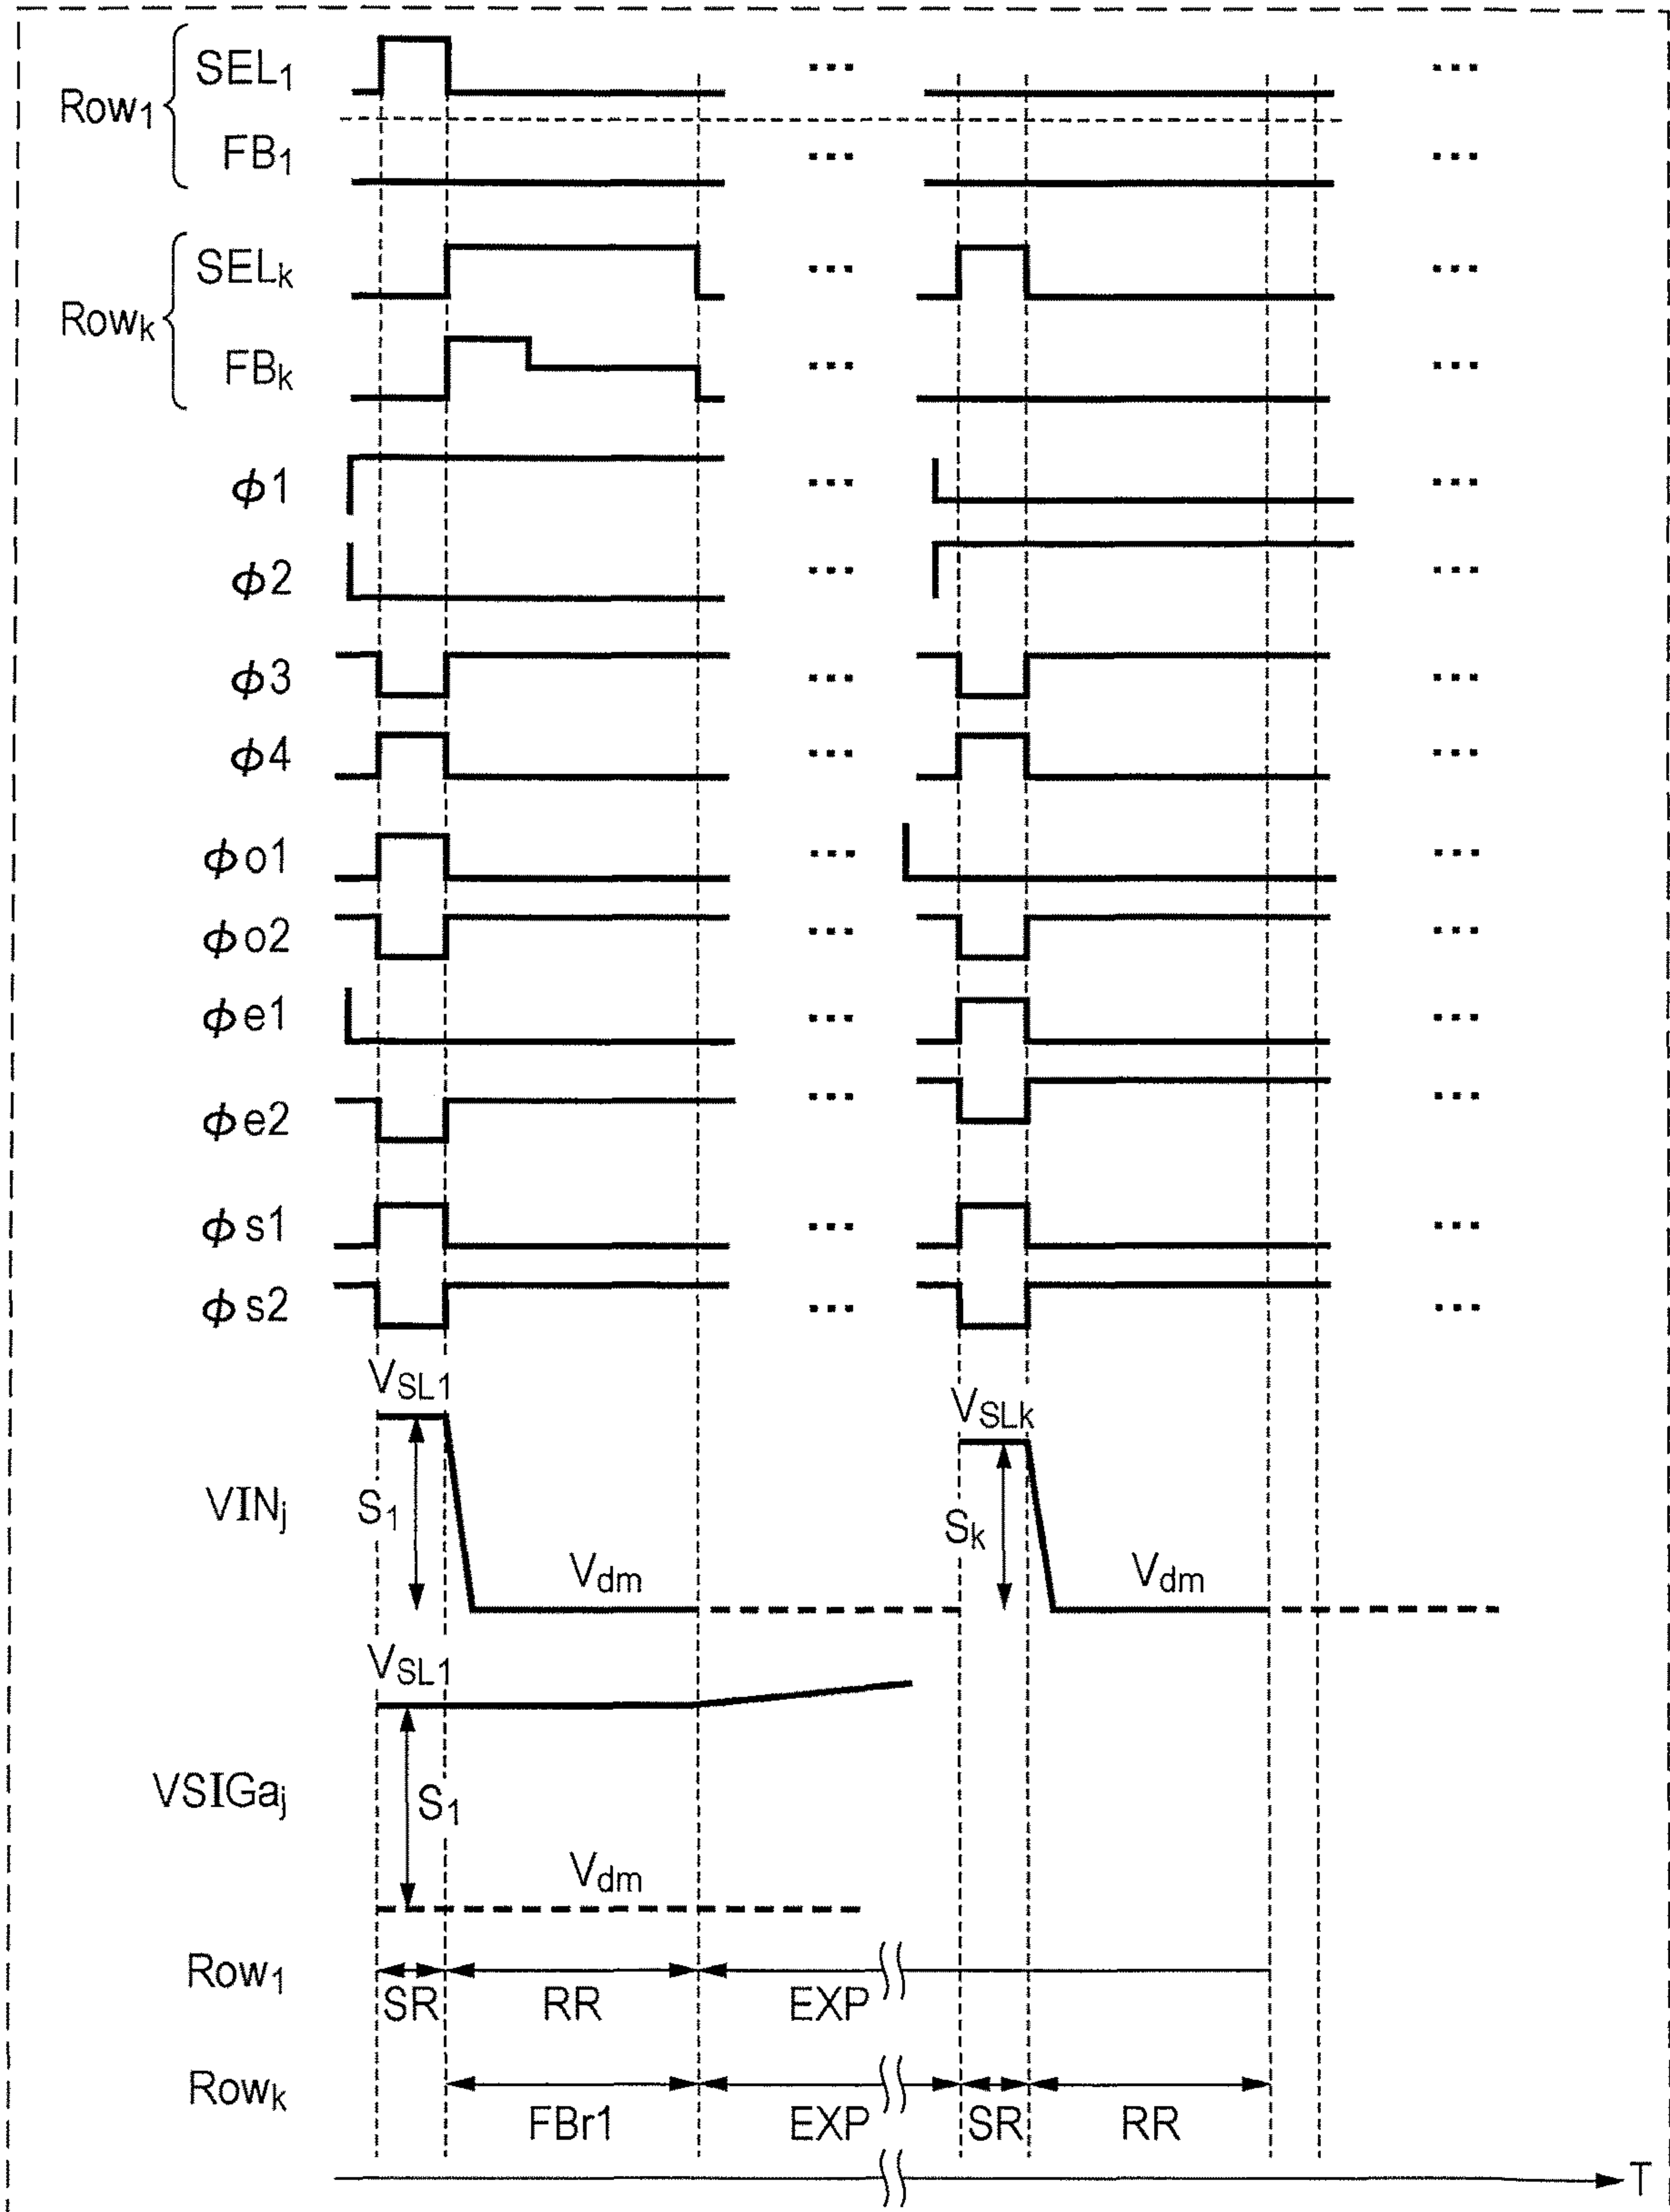 Row1
SEL1 ... ...
FB1 ... ...
Rowk
SELk ... ...
FBk ... ...
ϕ1 ... ...
ϕ2 ... ...
ϕ3 ... ...
ϕ4 ... ...
ϕo1 ... ...
ϕo2 ... ...
ϕe1 ... ...
ϕe2 ... ...
ϕs1 ... ...
ϕs2 ... ...
VSL1 VSLk
VINj S1 Sk
Vdm Vdm
VSL1
VSIGaj S1
Vdm
Row1
SR RR EXP
Rowk
FBr1 EXP SR RR
T